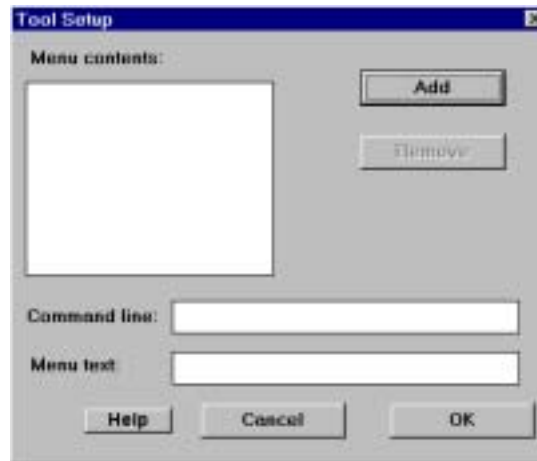 Tool Setup
Menu contents:
Add
Remove
Command line:
Menu text:
Help Cancel OK